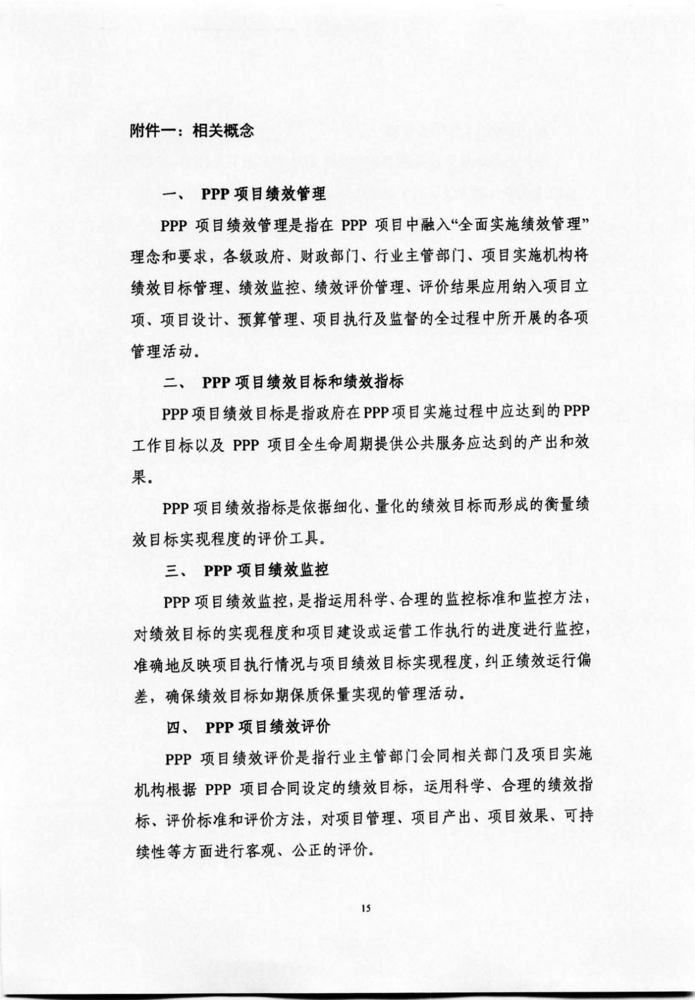 附件一：相关概念
一、 PPP 项目绩效管理
PPP 项目绩效管理是指在 PPP 项目中融入“全面实施绩效管理”
理念和要求，各级政府、财政部门、行业主管部门、项目实施机构将
绩效目标管理、绩效监控、绩效评价管理、评价结果应用纳入项目立
项、项目设计、预算管理、项目执行及监督的全过程中所开展的各项
管理活动。
二、 PPP 项目绩效目标和绩效指标
PPP 项目绩效目标是指政府在 PPP 项目实施过程中应达到的 PPP
工作目标以及 PPP 项目全生命周期提供公共服务应达到的产出和效
果。
PPP 项目绩效指标是依据细化、量化的绩效目标而形成的衡量绩
效目标实现程度的评价工具。
三、 PPP 项目绩效监控
PPP 项目绩效监控，是指运用科学、合理的监控标准和监控方法，
对绩效目标的实现程度和项目建设或运营工作执行的进度进行监控，
准确地反映项目执行情况与项目绩效目标实现程度，纠正绩效运行偏
差，确保绩效目标如期保质保量实现的管理活动。
四、 PPP 项目绩效评价
PPP 项目绩效评价是指行业主管部门会同相关部门及项目实施
机构根据 PPP 项目合同设定的绩效目标，运用科学、合理的绩效指
标、评价标准和评价方法，对项目管理、项目产出、项目效果、可持
续性等方面进行客观、公正的评价。
15